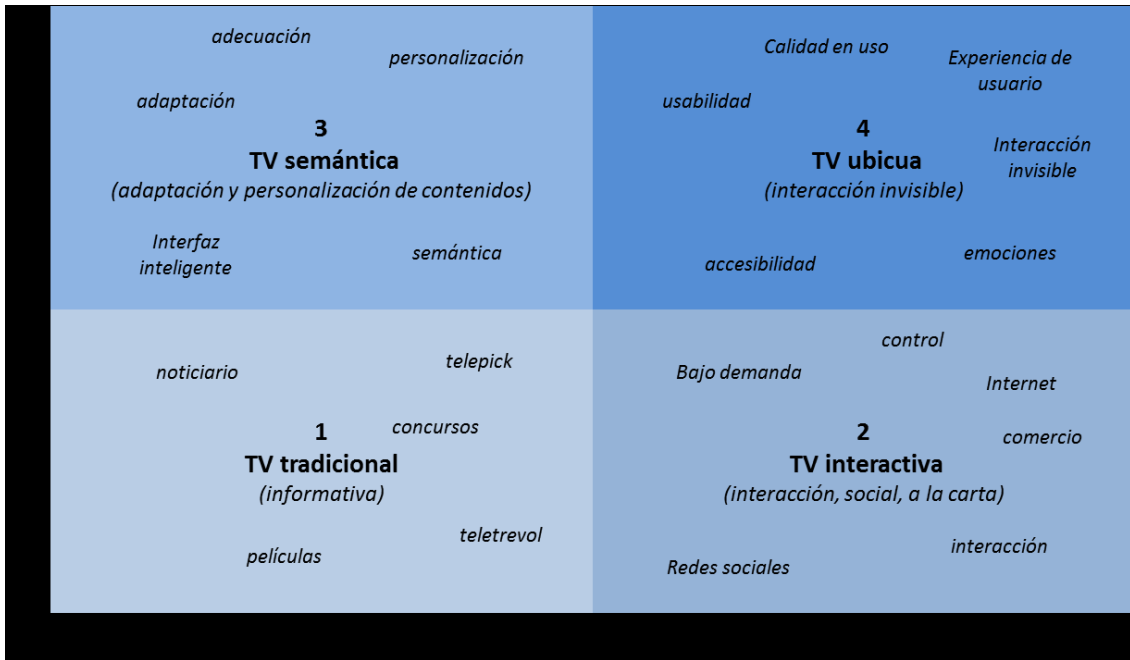 adecuación
personalización
adaptación
3
TV semántica
(adaptación y personalización de contenidos)
Interfaz
inteligente
semántica
Calidad en uso
Experiencia de
usuario
usabilidad
4
TV ubicua
(interacción invisible)
Interacción
invisible
accesibilidad
emociones
noticiario
telepick
concursos
1
TV tradicional
(informativa)
teletrevol
películas
control
Bajo demanda
Internet
2
TV interactiva
(interacción, social, a la carta)
comercio
interacción
Redes sociales